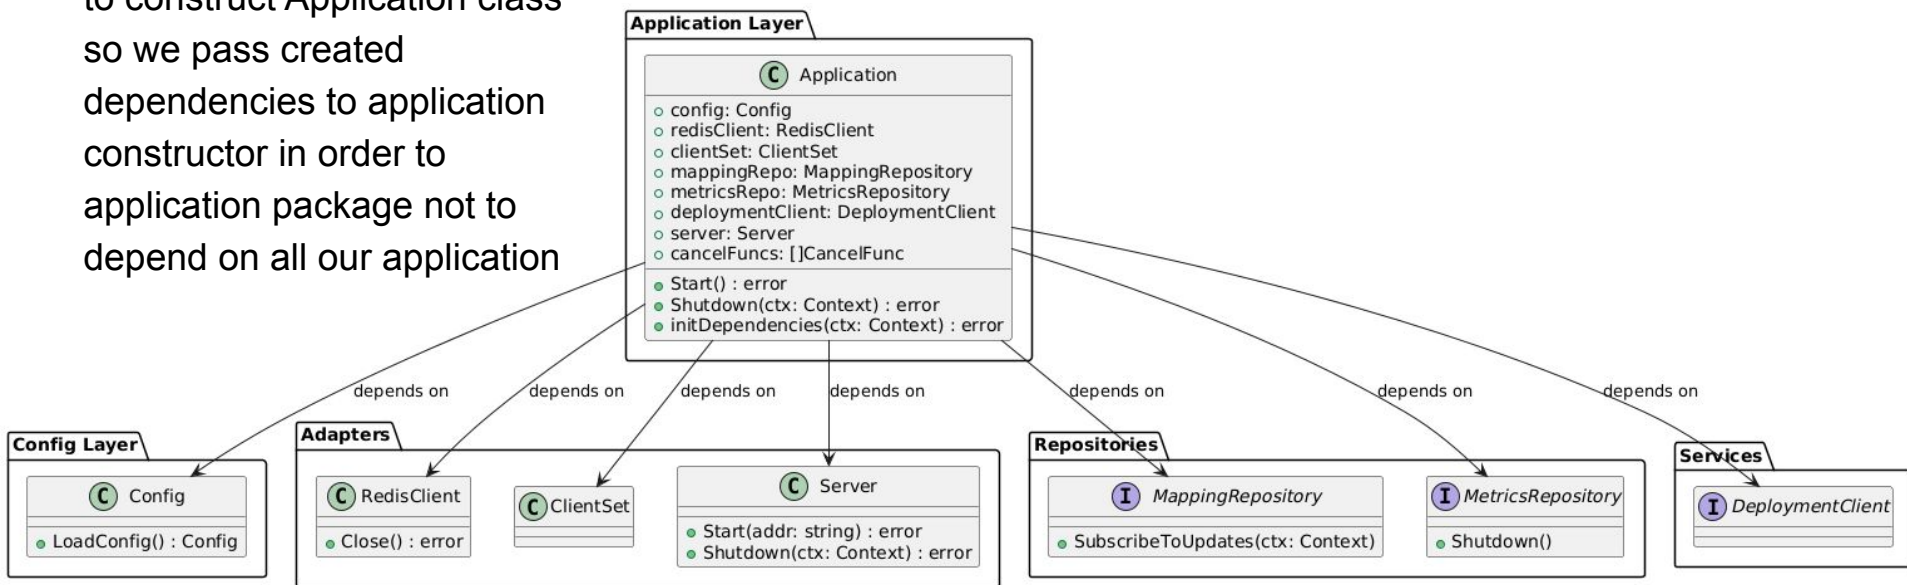 to construct Application class
so we pass created
dependencies to application
constructor in order to
application package not to
depend on all our application
Application Layer
C Application
config: Config
redisClient: RedisClient
clientSet: ClientSet
mappingRepo: MappingRepository
metricsRepo: MetricsRepository
deploymentClient: DeploymentClient
server: Server
cancelFuncs: []CancelFunc
Start() : error
Shutdown(ctx: Context) : error
initDependencies(ctx: Context) : error
depends on
depends on
depends on
depends on
depends on
depends on
depends on
Config Layer
C Config
LoadConfig() : Config
Adapters
C RedisClient
Close() : error
C ClientSet
C Server
Start(addr: string) : error
Shutdown(ctx: Context) : error
Repositories
I MappingRepository
SubscribeToUpdates(ctx: Context)
I MetricsRepository
Shutdown()
Services
I DeploymentClient